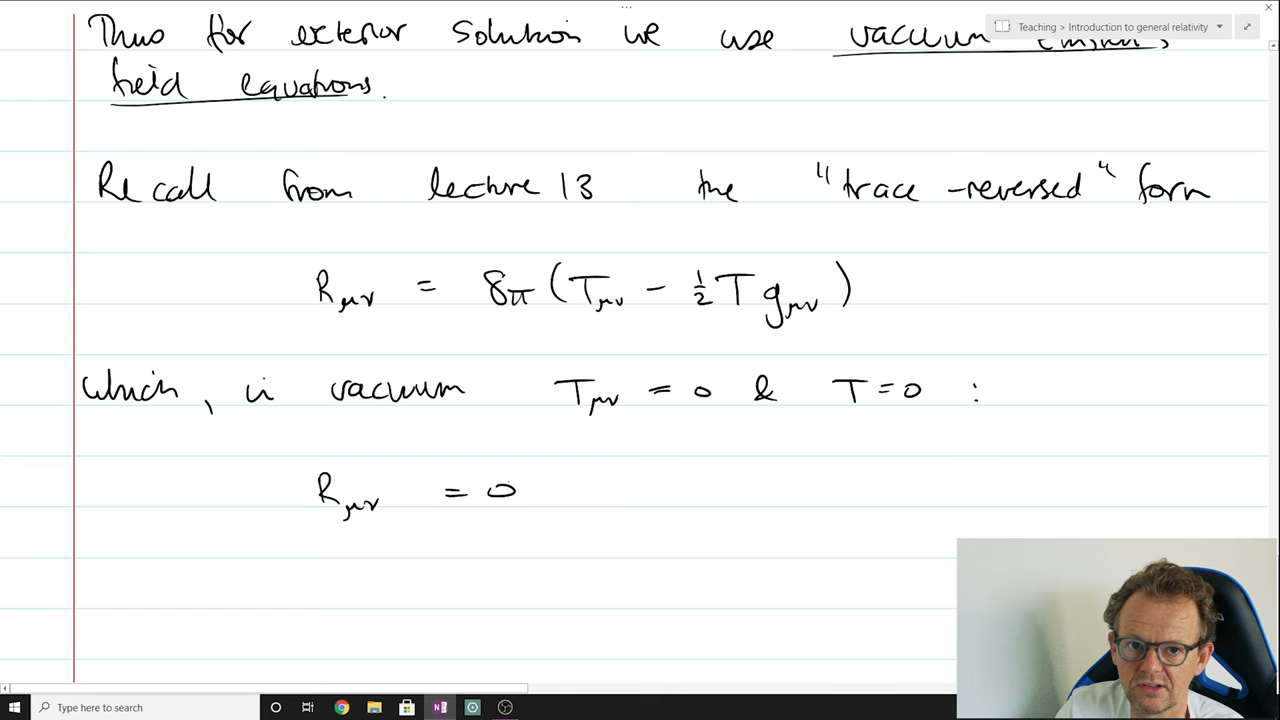 Teaching > Introduction to general relativity
Thus for exterior solution we use vacuum
field equations.
Recall from lecture 13 the "trace-reversed" form
Rμν = 8π (Tμν - ½ T gμν)
which, in vacuum Tμν = 0 & T = 0 :
Rμν = 0
Type here to search